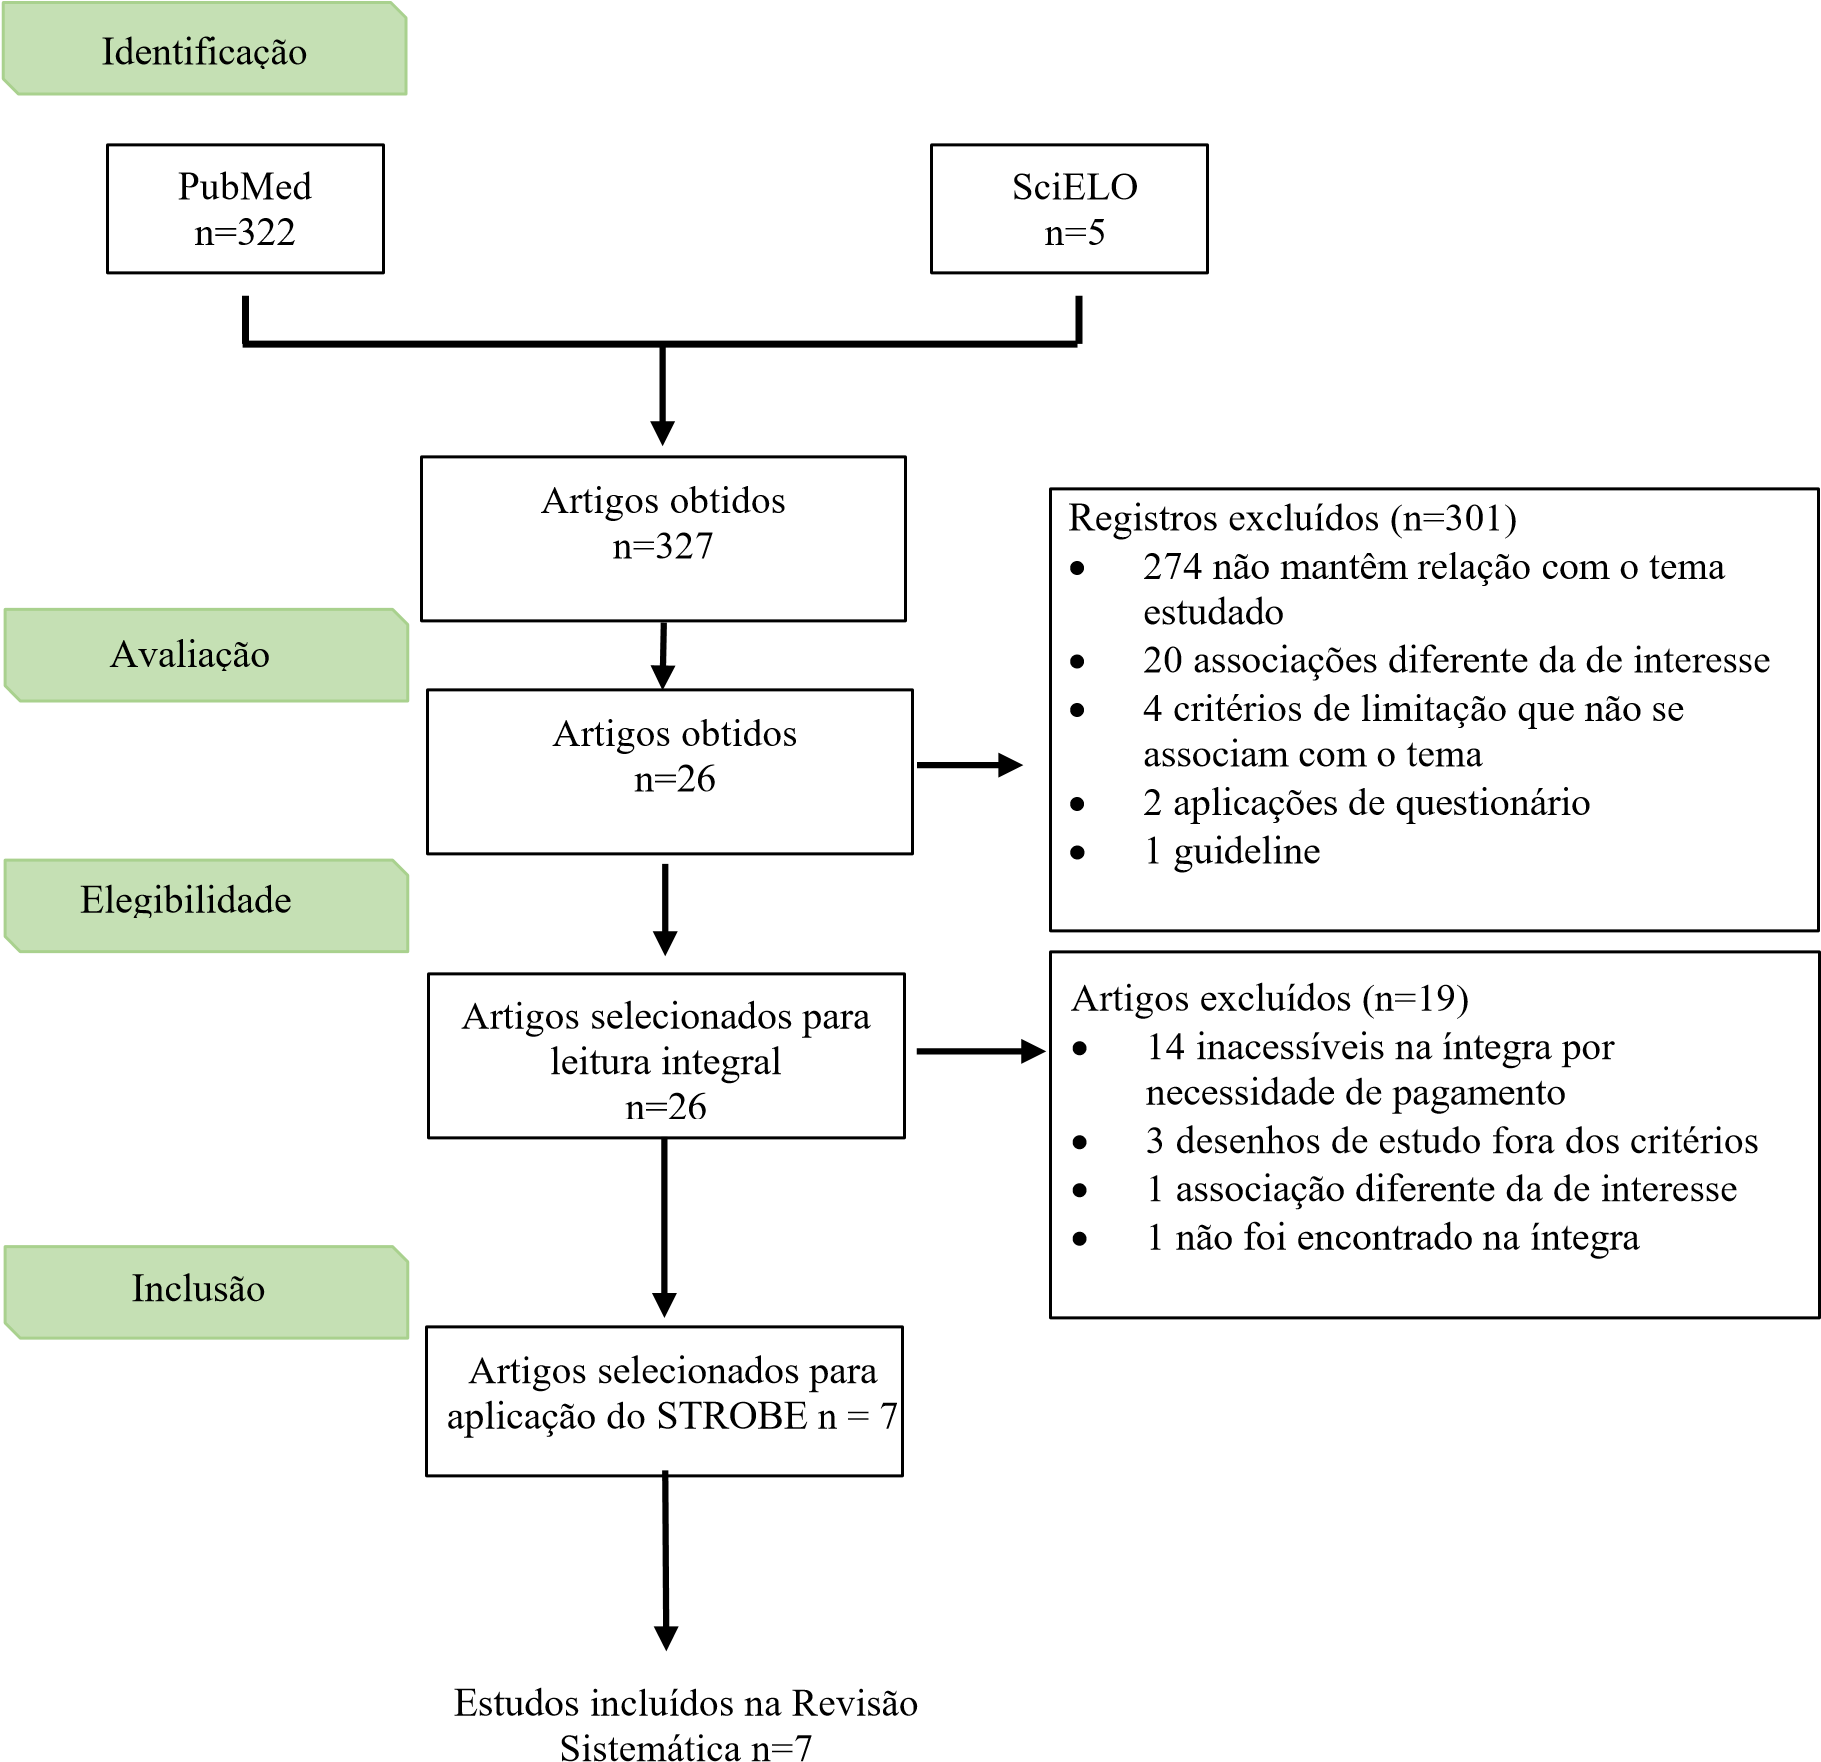 Identificação
PubMed
n=322
SciELO
n=5
Artigos obtidos
n=327
Registros excluídos (n=301)
• 274 não mantêm relação com o tema
estudado
• 20 associações diferente da de interesse
• 4 critérios de limitação que não se
associam com o tema
• 2 aplicações de questionário
• 1 guideline
Avaliação
Artigos obtidos
n=26
Elegibilidade
Artigos selecionados para
leitura integral
n=26
Artigos excluídos (n=19)
• 14 inacessíveis na íntegra por
necessidade de pagamento
• 3 desenhos de estudo fora dos critérios
• 1 associação diferente da de interesse
• 1 não foi encontrado na íntegra
Inclusão
Artigos selecionados para
aplicação do STROBE n = 7
Estudos incluídos na Revisão
Sistemática n=7